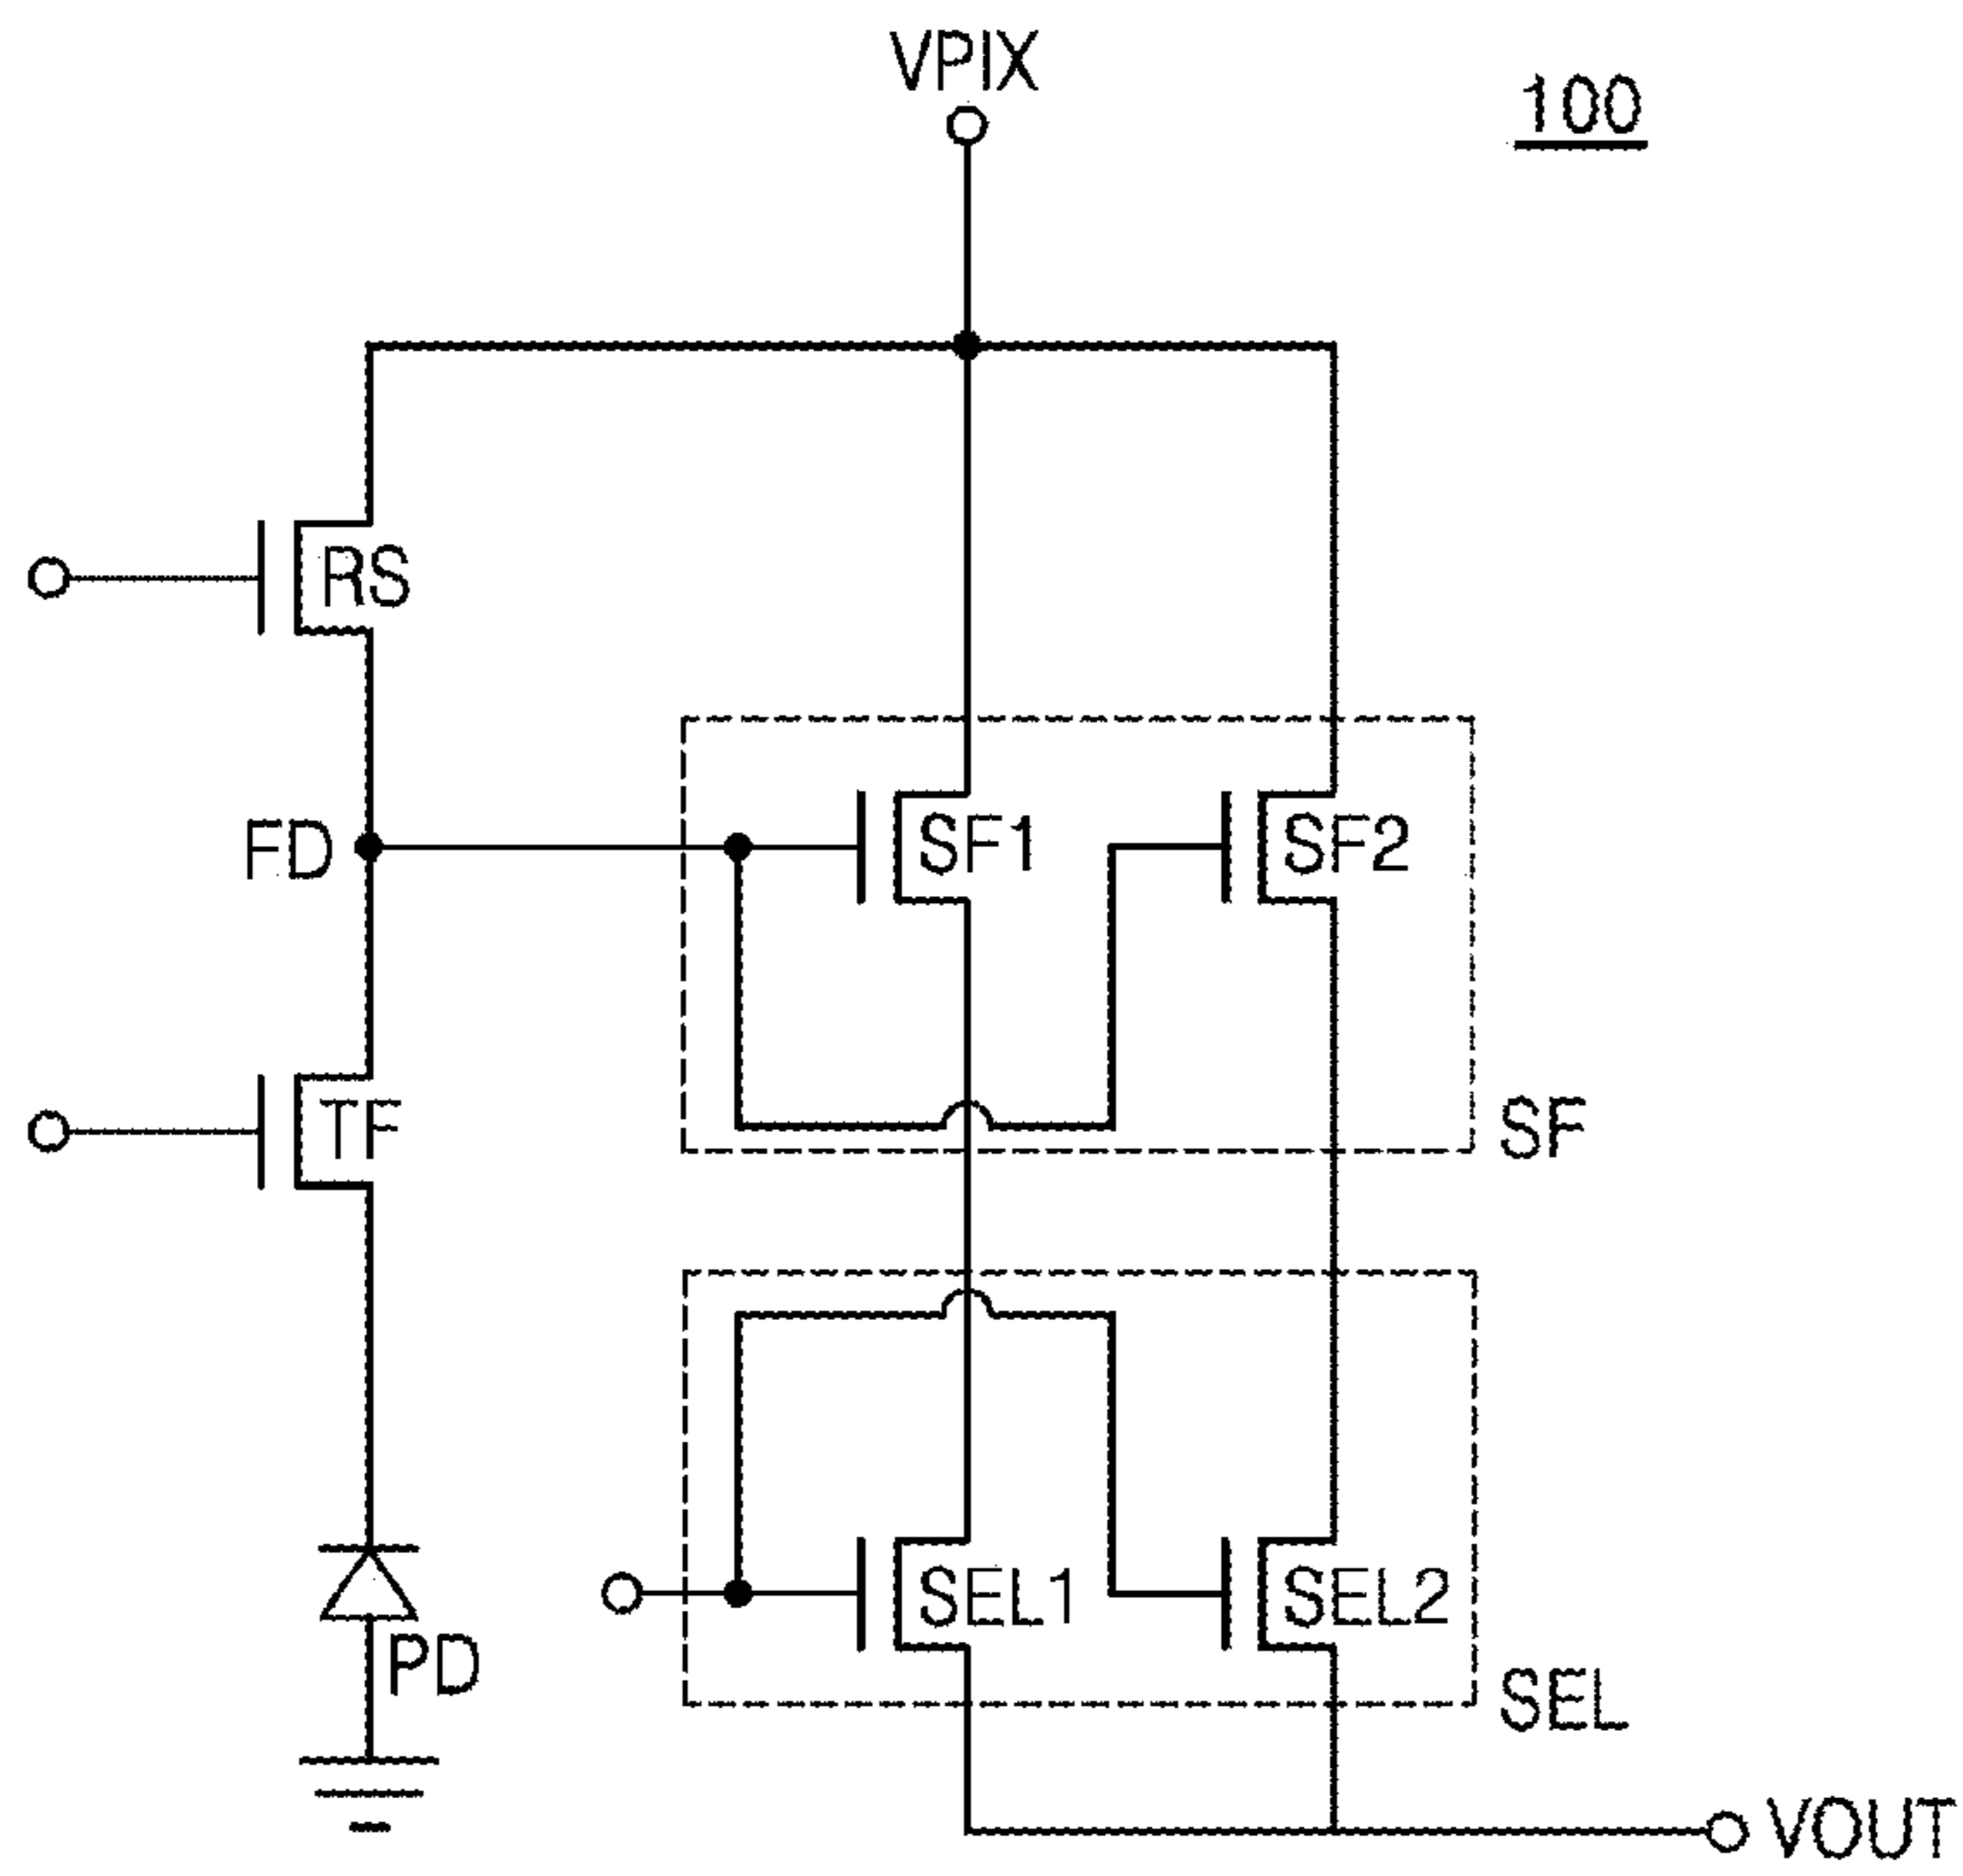 VPIX
100
RS
FD
SF1
SF2
TF
SF
SEL1
SEL2
PD
SEL
VOUT